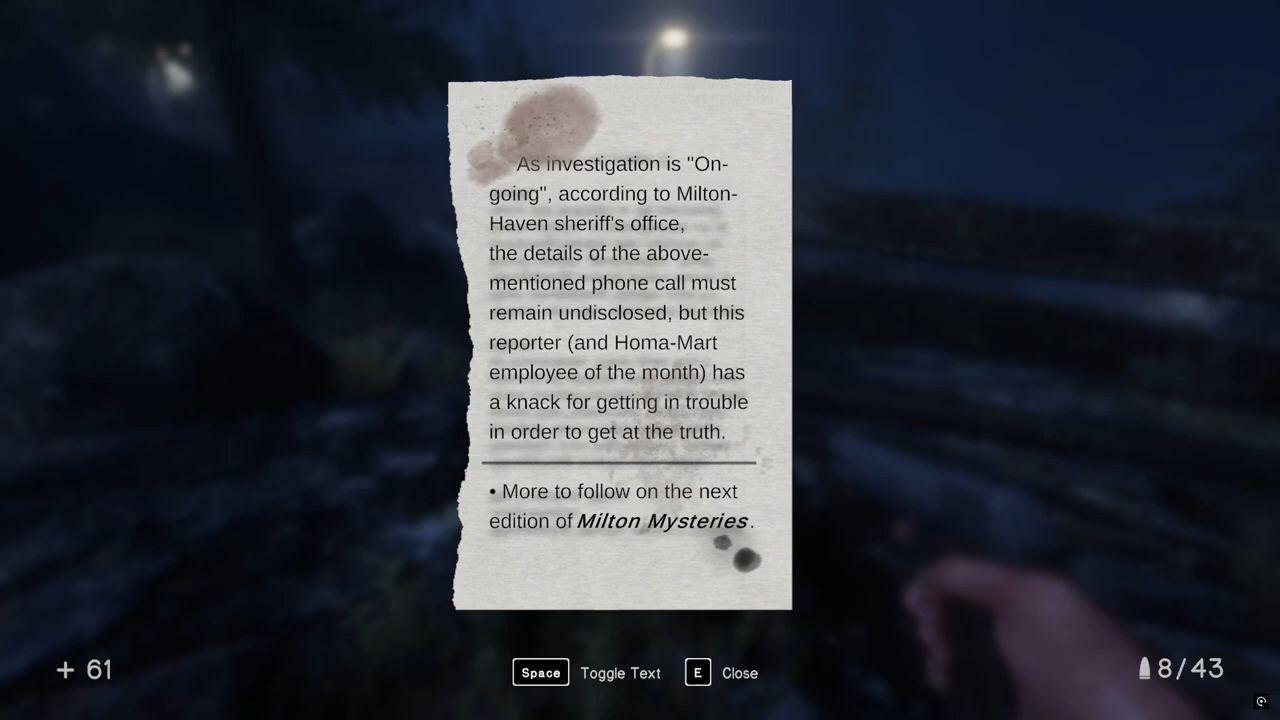 As investigation is "On-
going", according to Milton-
Haven sheriff's office,
the details of the above-
mentioned phone call must
remain undisclosed, but this
reporter (and Homa-Mart
employee of the month) has
a knack for getting in trouble
in order to get at the truth.
• More to follow on the next
edition of Milton Mysteries.
+ 61
Space Toggle Text E Close
8/43